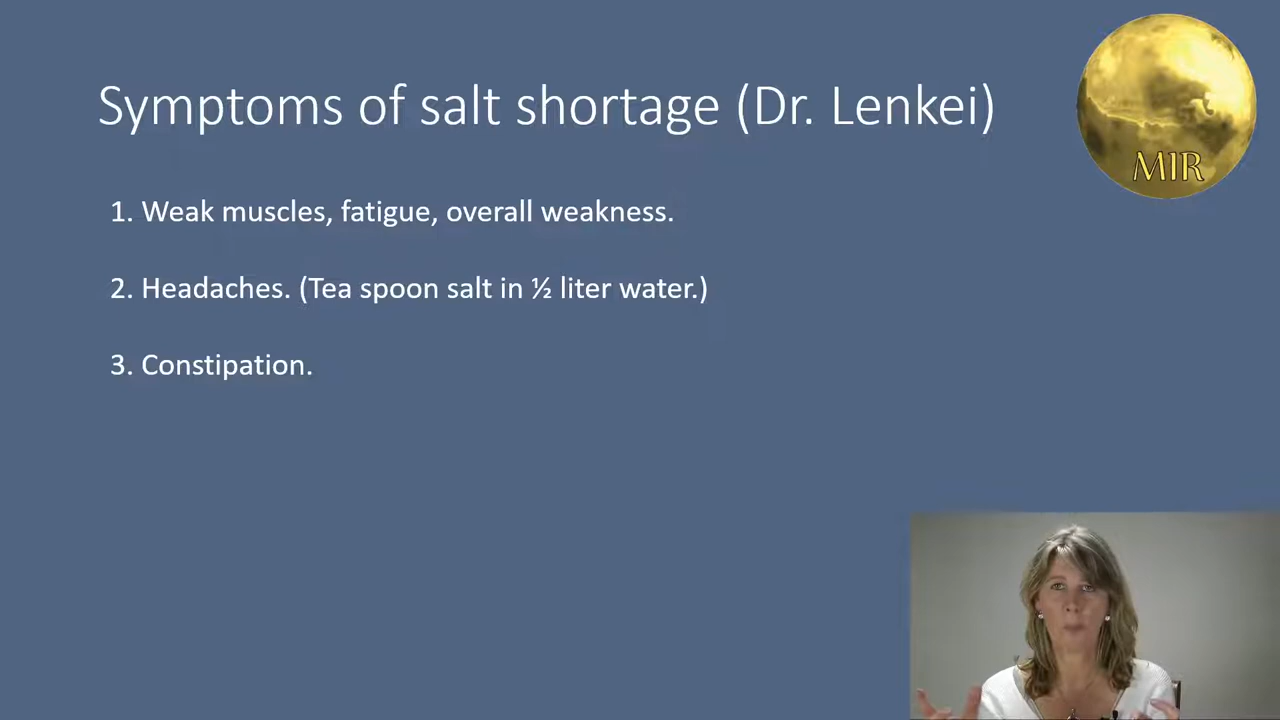 Symptoms of salt shortage (Dr. Lenkei)
MIR
1. Weak muscles, fatigue, overall weakness.
2. Headaches. (Tea spoon salt in ½ liter water.)
3. Constipation.